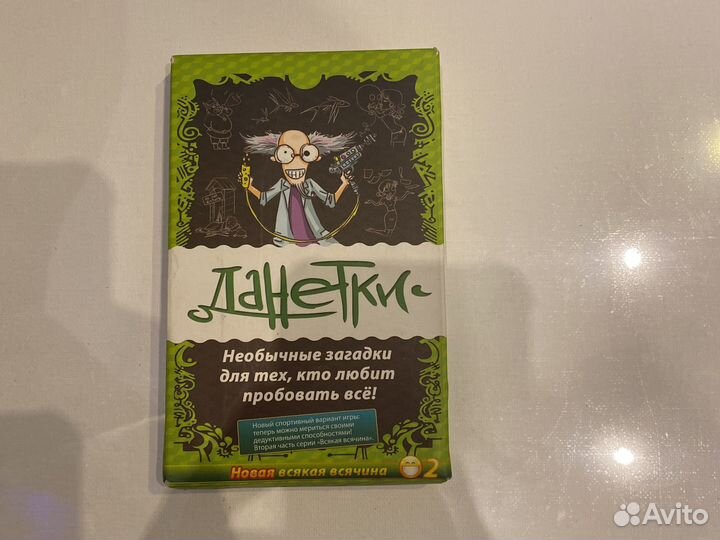 Данетки
Необычные загадки
для тех, кто любит
пробовать всё!
Новый спортивный вариант игры:
теперь можно мериться своими
дедуктивными способностями!
Вторая часть серии «Всякая всячина».
Новая всякая всячина 2
Avito